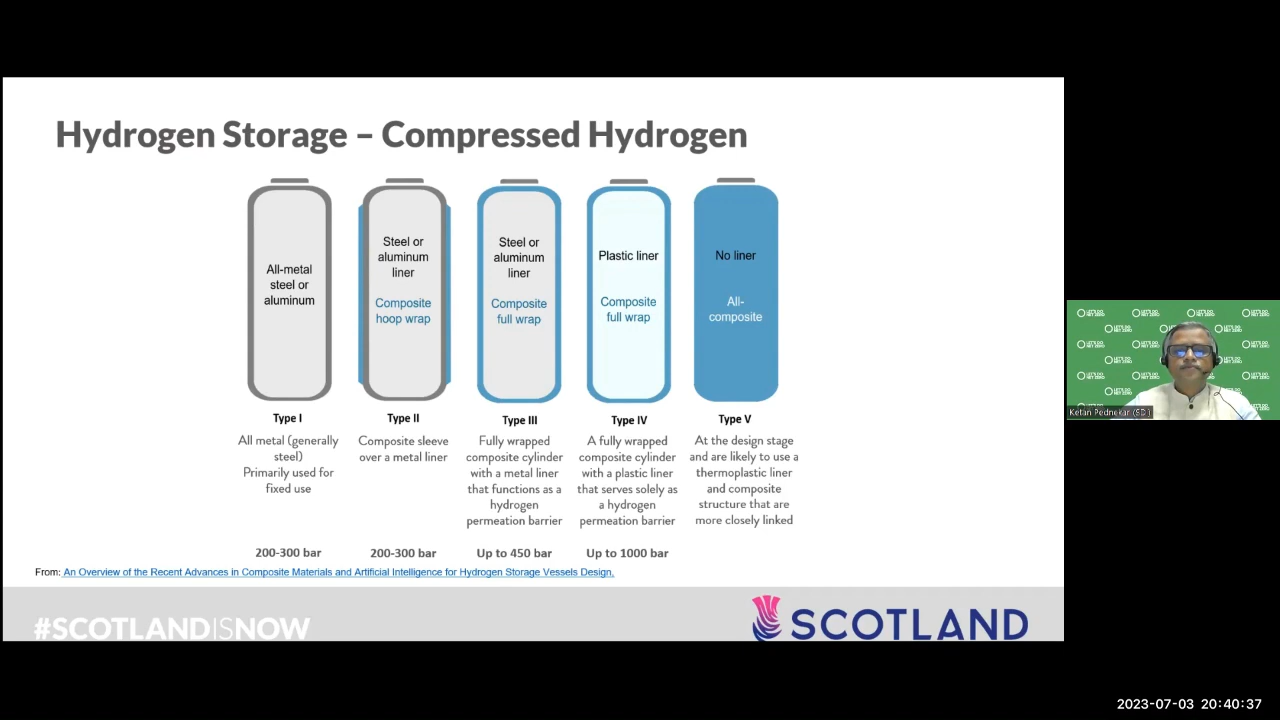 Hydrogen Storage – Compressed Hydrogen
All-metal
steel or
aluminum
Steel or
aluminum
liner
Composite
hoop wrap
Steel or
aluminum
liner
Composite
full wrap
Plastic liner
Composite
full wrap
No liner
All-
composite
Type I
All metal (generally
steel)
Primarily used for
fixed use
200-300 bar
Type II
Composite sleeve
over a metal liner
200-300 bar
Type III
Fully wrapped
composite cylinder
with a metal liner
that functions as a
hydrogen
permeation barrier
Up to 450 bar
Type IV
A fully wrapped
composite cylinder
with a plastic liner
that serves solely as
a hydrogen
permeation barrier
Up to 1000 bar
Type V
At the design stage
and are likely to use a
thermoplastic liner
and composite
structure that are
more closely linked
From: An Overview of the Recent Advances in Composite Materials and Artificial Intelligence for Hydrogen Storage Vessels Design.
#SCOTLANDISNOW
SCOTLAND
Ketan Pednekar
2023-07-03 20:40:37